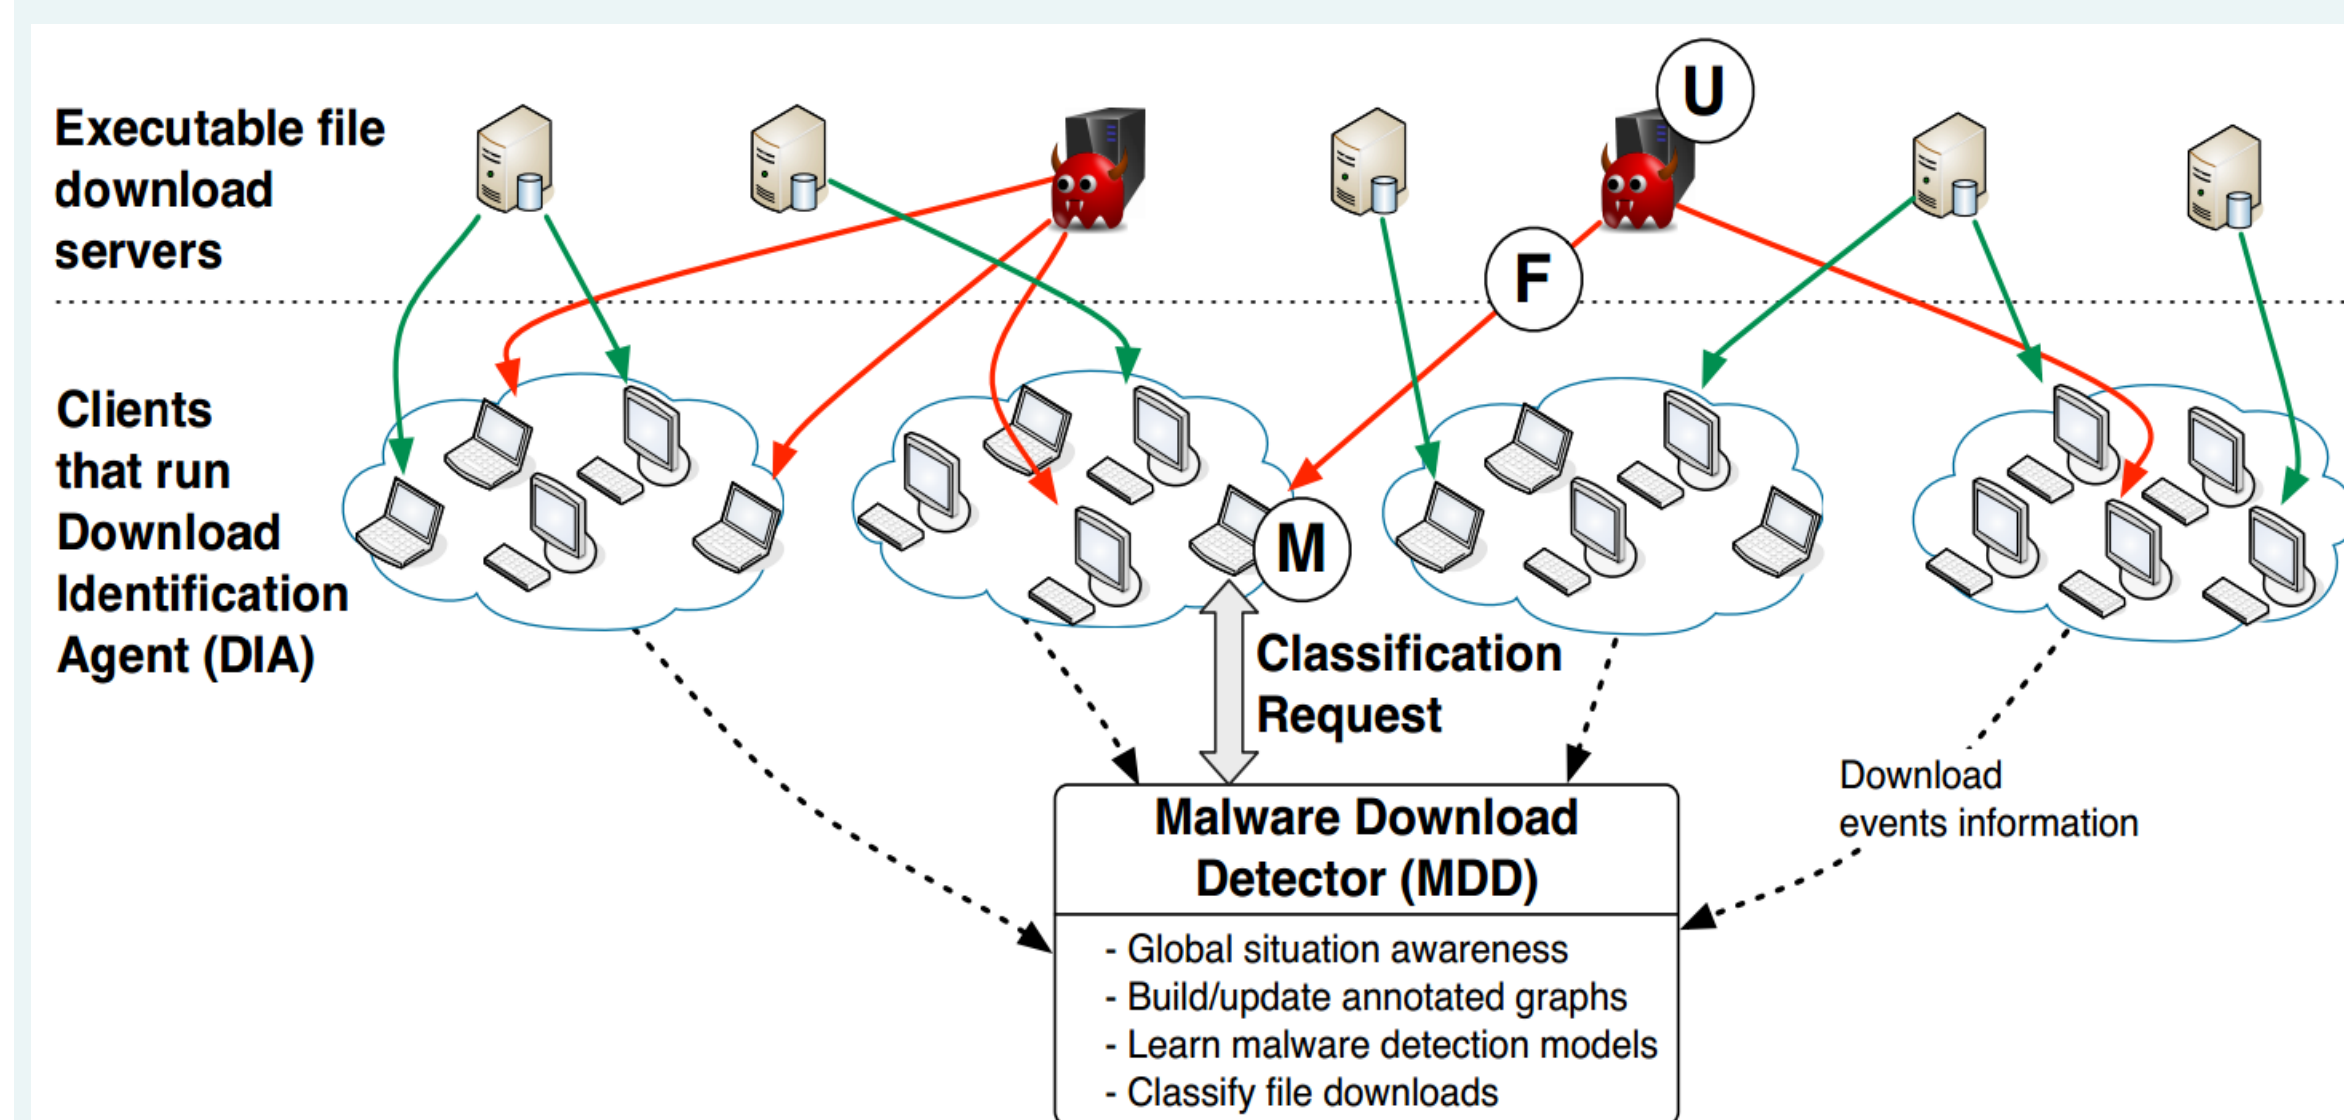 U
Executable file
download
servers
F
Clients
that run
Download
Identification
Agent (DIA)
M
Classification
Request
Download
events information
Malware Download
Detector (MDD)
- Global situation awareness
- Build/update annotated graphs
- Learn malware detection models
- Classify file downloads